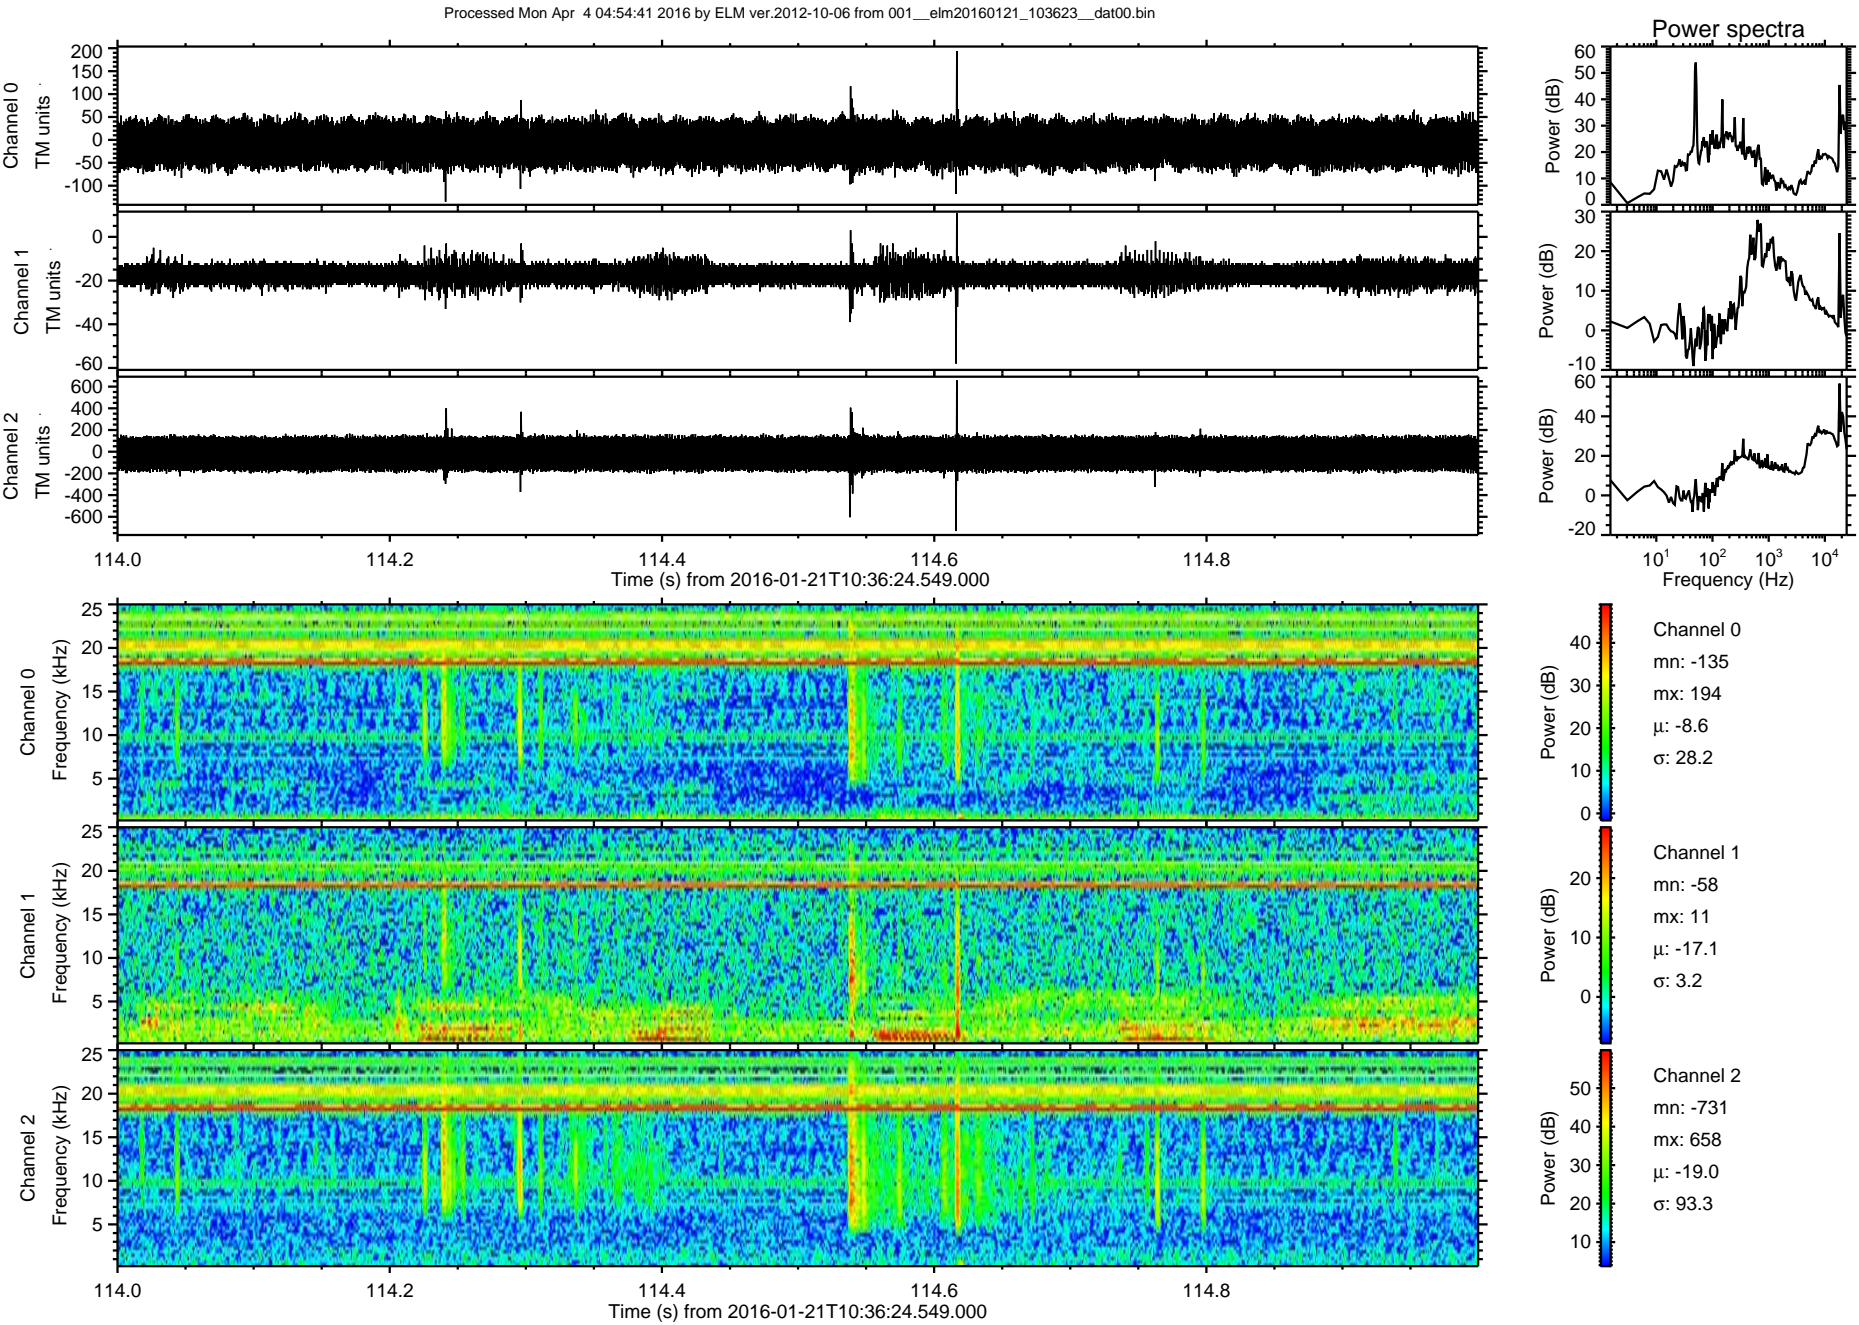 Processed Mon Apr  4 04:54:41 2016 by ELM ver.2012-10-06 from 001__elm20160121_103623__dat00.bin
Power spectra
Channel 0
TM units
200
150
100
50
0
-50
-100
Power (dB)
60
50
40
30
20
10
0
Channel 1
TM units
0
-20
-40
-60
Power (dB)
30
20
10
0
-10
Channel 2
TM units
600
400
200
0
-200
-400
-600
Power (dB)
60
40
20
0
-20
114.0 114.2 114.4 114.6 114.8
Time (s) from 2016-01-21T10:36:24.549.000
10^1 10^2 10^3 10^4
Frequency (Hz)
Channel 0
Frequency (kHz)
25
20
15
10
5
Power (dB)
40
30
20
10
0
Channel 0
mn: -135
mx: 194
μ: -8.6
σ: 28.2
Channel 1
Frequency (kHz)
25
20
15
10
5
Power (dB)
20
10
0
Channel 1
mn: -58
mx: 11
μ: -17.1
σ: 3.2
Channel 2
Frequency (kHz)
25
20
15
10
5
Power (dB)
50
40
30
20
10
Channel 2
mn: -731
mx: 658
μ: -19.0
σ: 93.3
114.0 114.2 114.4 114.6 114.8
Time (s) from 2016-01-21T10:36:24.549.000